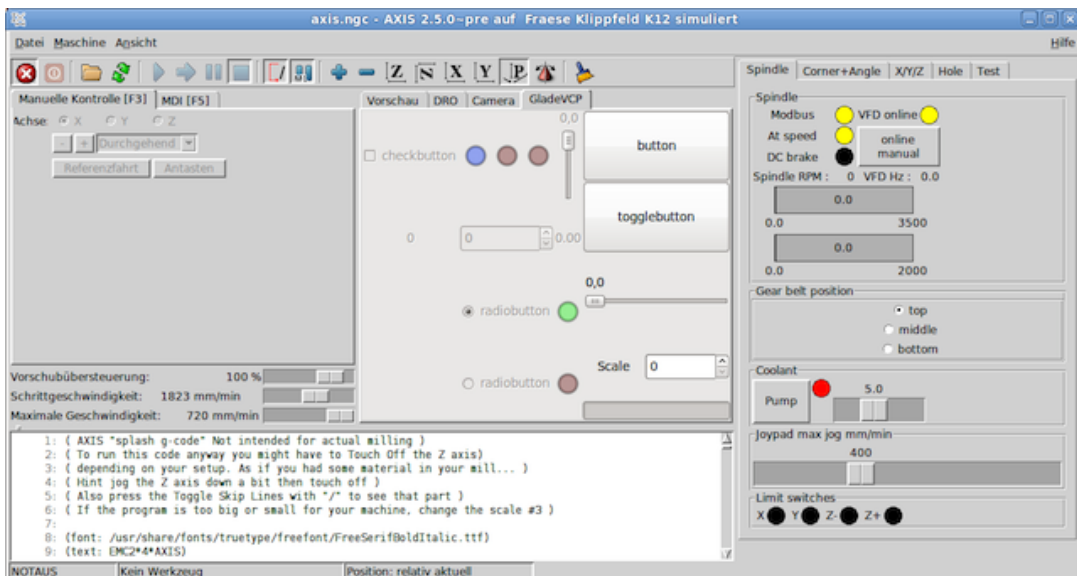 axis.ngc - AXIS 2.5.0~pre auf Fraese Klippfeld K12 simuliert
Datei Maschine Ansicht Hilfe
Z N X Y P
Manuelle Kontrolle [F3] MDI [F5]
Achse: X Y Z
- + Durchgehend
Referenzfahrt Antasten
Vorschau DRO Camera GladeVCP
0,0
checkbutton
button
togglebutton
0 0 0.00
0,0
radiobutton
Scale 0
radiobutton
Vorschubübersteuerung: 100 %
Schrittgeschwindigkeit: 1823 mm/min
Maximale Geschwindigkeit: 720 mm/min
Spindle Corner+Angle X/Y/Z Hole Test
Spindle
Modbus VFD online
At speed online manual
DC brake
Spindle RPM : 0 VFD Hz : 0.0
0.0
0.0 3500
0.0
0.0 2000
Gear belt position
top
middle
bottom
Coolant
Pump 5.0
Joypad max jog mm/min
400
Limit switches
X Y Z- Z+
1: ( AXIS "splash g-code" Not intended for actual milling )
2: ( To run this code anyway you might have to Touch Off the Z axis)
3: ( depending on your setup. As if you had some material in your mill... )
4: ( Hint jog the Z axis down a bit then touch off )
5: ( Also press the Toggle Skip Lines with "/" to see that part )
6: ( If the program is too big or small for your machine, change the scale #3 )
7:
8: (font: /usr/share/fonts/truetype/freefont/FreeSerifBoldItalic.ttf)
9: (text: EMC2*4*AXIS)
NOTAUS Kein Werkzeug Position: relativ aktuell